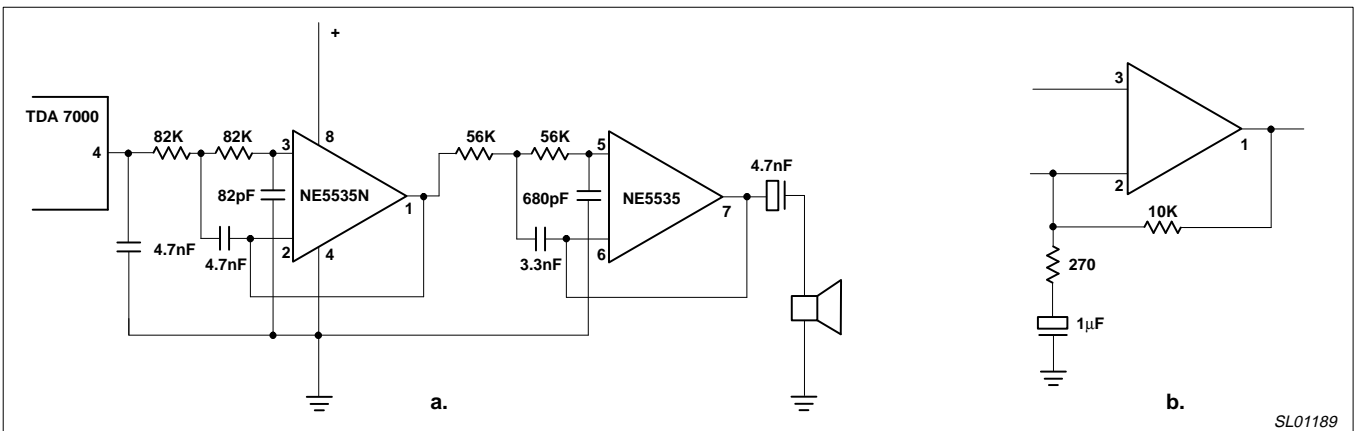 +
TDA 7000
4
82K
82K
3
8
82pF
NE5535N
1
4.7nF
4.7nF
2
4
56K
56K
5
680pF
NE5535
7
4.7nF
3.3nF
6
a.
3
1
2
10K
270
1µF
b.
SL01189